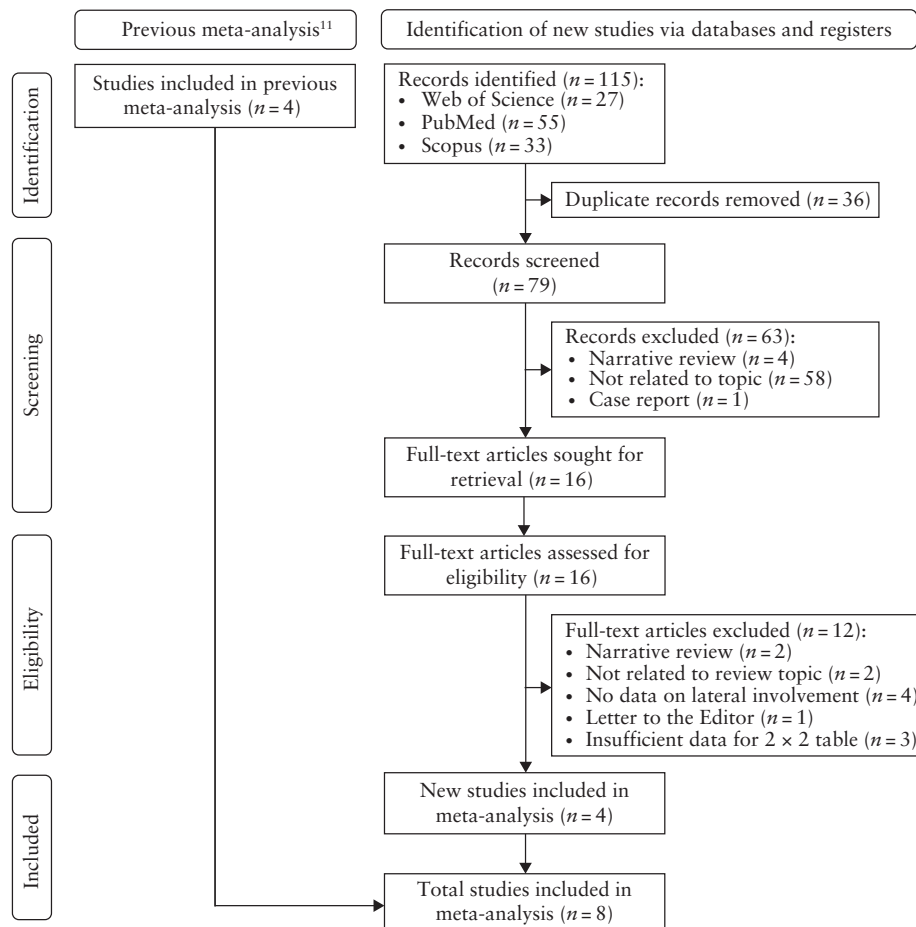 Previous meta-analysis¹¹
Identification of new studies via databases and registers
Identification
Studies included in previous
meta-analysis (n = 4)
Records identified (n = 115):
• Web of Science (n = 27)
• PubMed (n = 55)
• Scopus (n = 33)
Duplicate records removed (n = 36)
Screening
Records screened
(n = 79)
Records excluded (n = 63):
• Narrative review (n = 4)
• Not related to topic (n = 58)
• Case report (n = 1)
Full-text articles sought for
retrieval (n = 16)
Eligibility
Full-text articles assessed for
eligibility (n = 16)
Full-text articles excluded (n = 12):
• Narrative review (n = 2)
• Not related to review topic (n = 2)
• No data on lateral involvement (n = 4)
• Letter to the Editor (n = 1)
• Insufficient data for 2 × 2 table (n = 3)
Included
New studies included in
meta-analysis (n = 4)
Total studies included in
meta-analysis (n = 8)